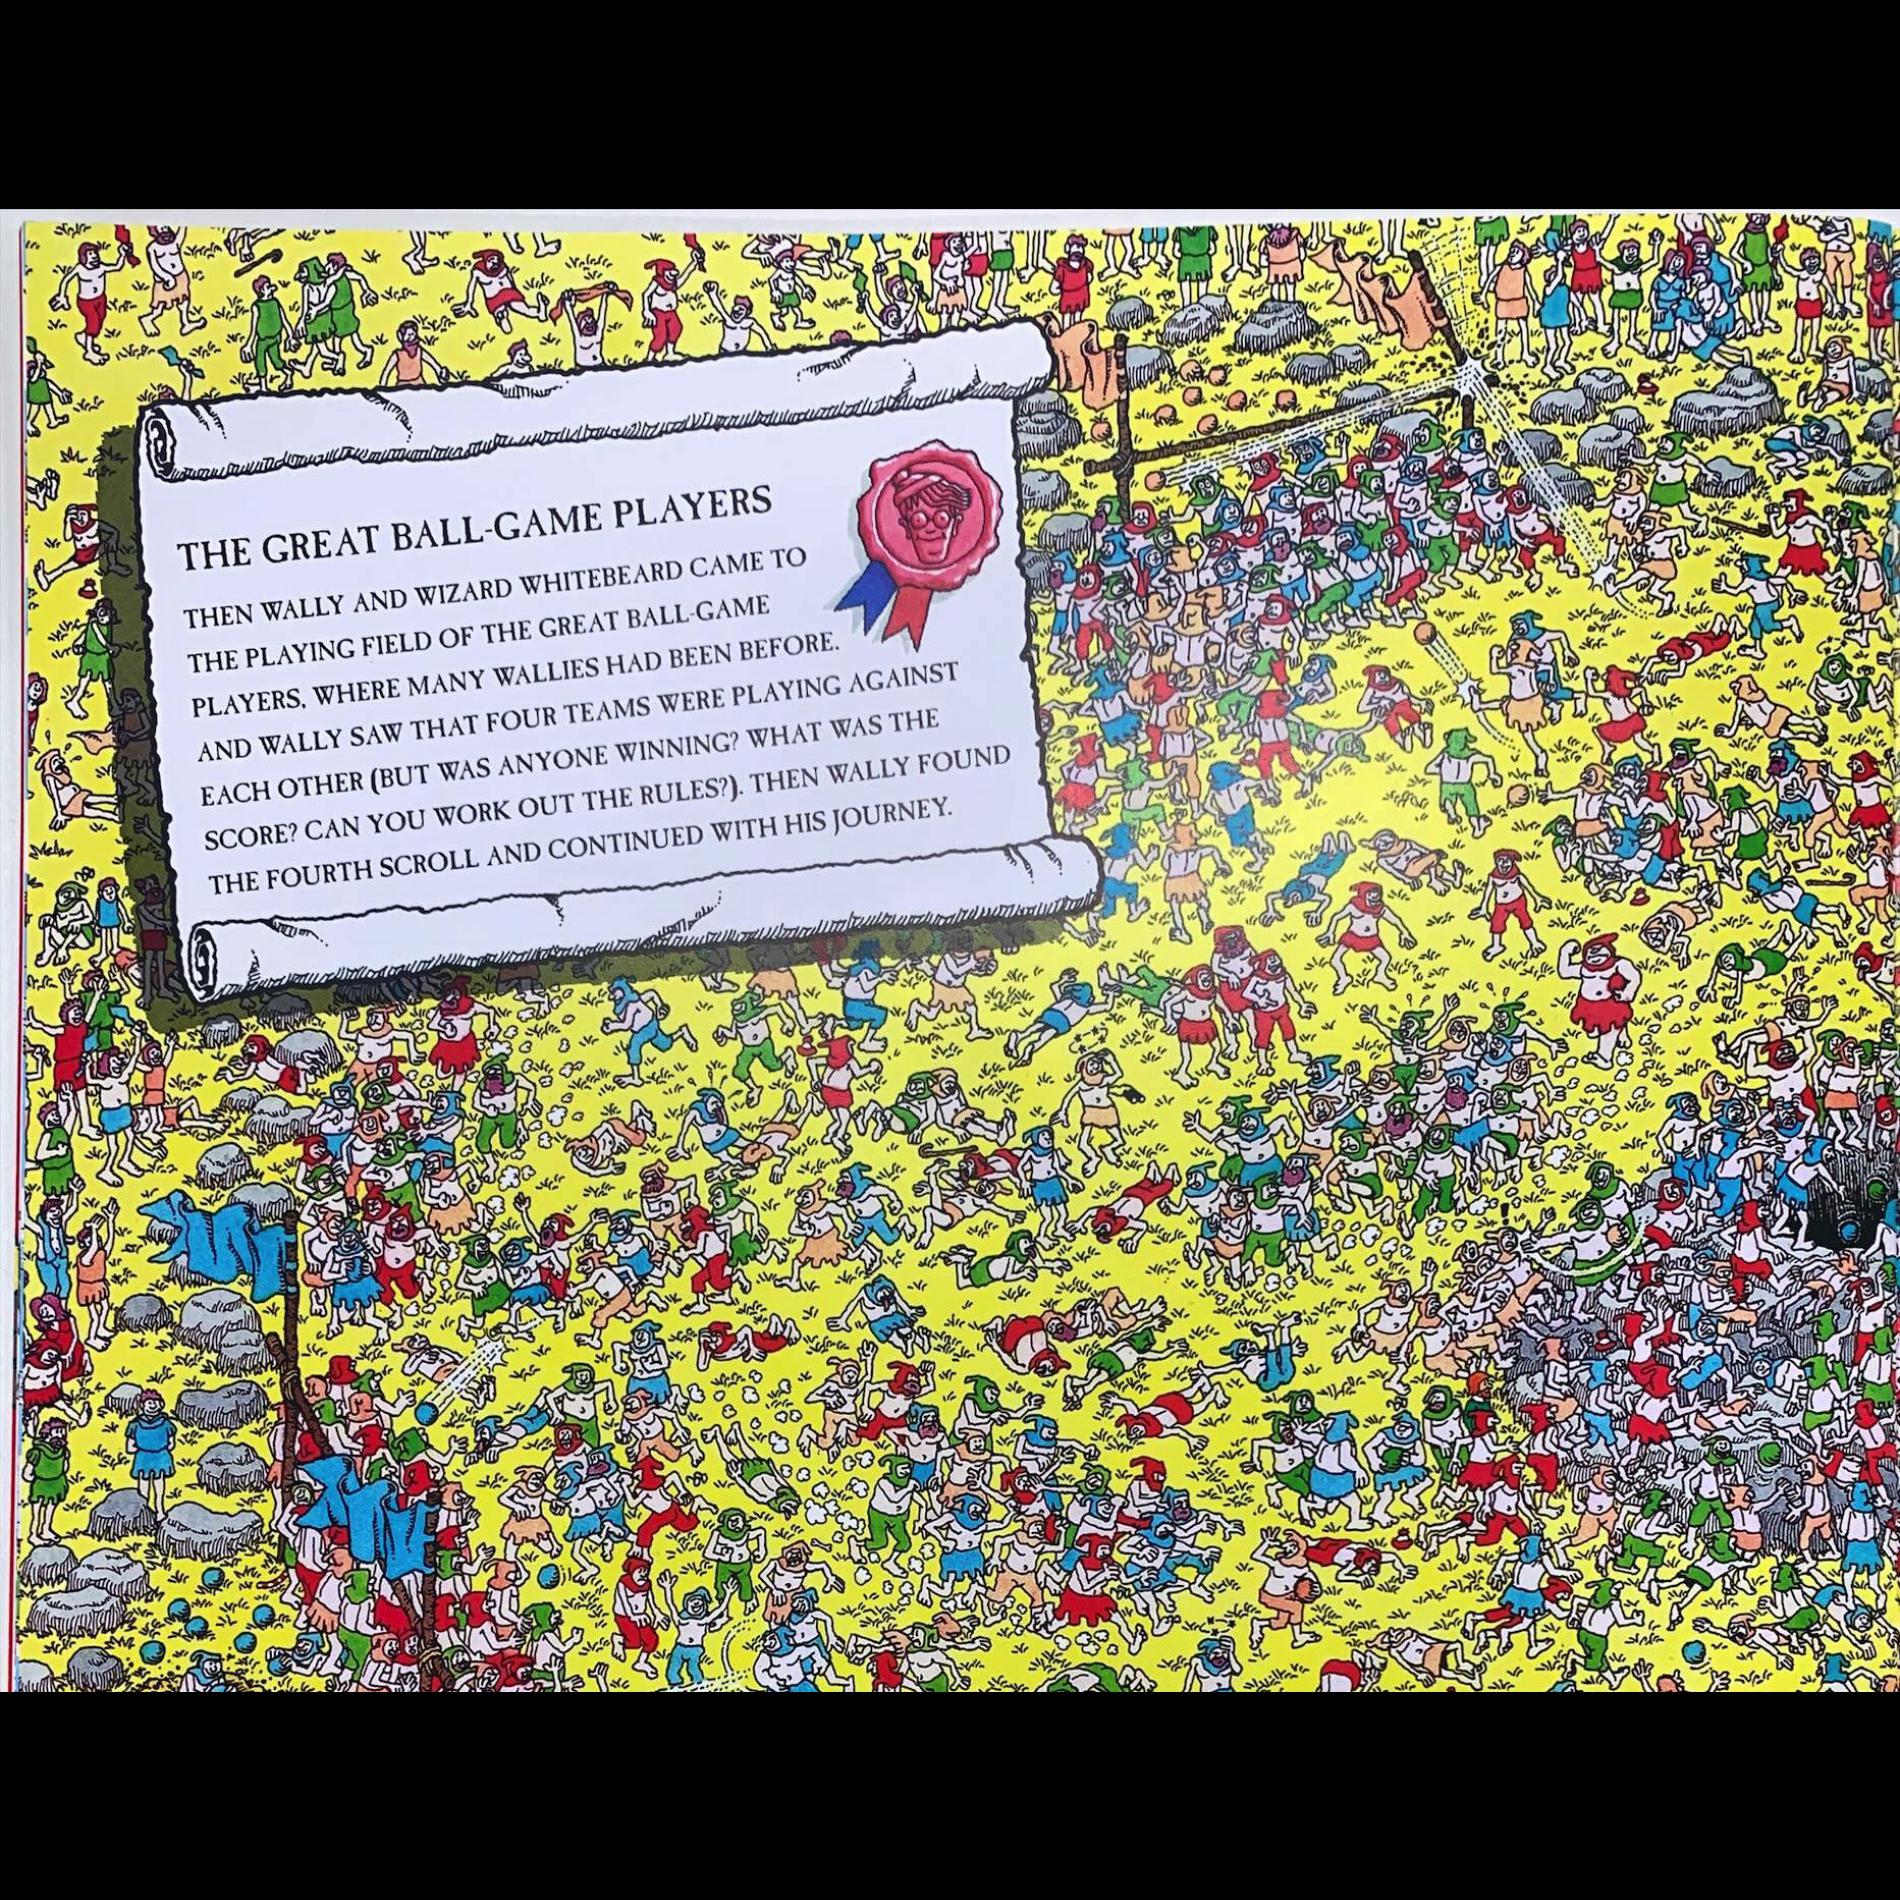 THE GREAT BALL-GAME PLAYERS
THEN WALLY AND WIZARD WHITEBEARD CAME TO
THE PLAYING FIELD OF THE GREAT BALL-GAME
PLAYERS, WHERE MANY WALLIES HAD BEEN BEFORE.
AND WALLY SAW THAT FOUR TEAMS WERE PLAYING AGAINST
EACH OTHER (BUT WAS ANYONE WINNING? WHAT WAS THE
SCORE? CAN YOU WORK OUT THE RULES?). THEN WALLY FOUND
THE FOURTH SCROLL AND CONTINUED WITH HIS JOURNEY.